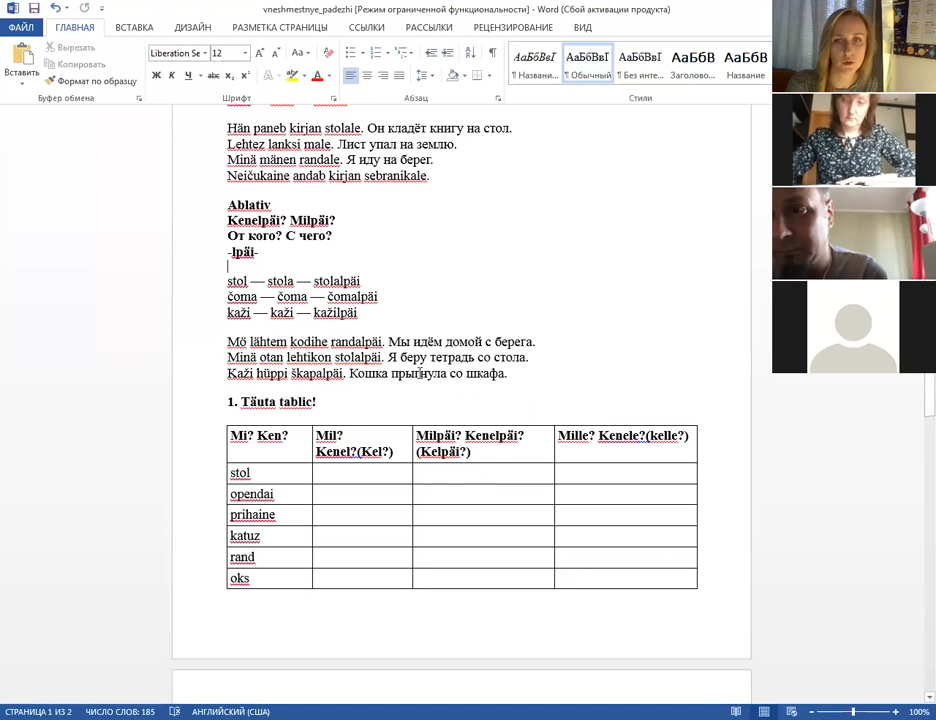 vneshmestnye_padezhi [Режим ограниченной функциональности] - Word (Сбой активации продукта)
ФАЙЛ ГЛАВНАЯ ВСТАВКА ДИЗАЙН РАЗМЕТКА СТРАНИЦЫ ССЫЛКИ РАССЫЛКИ РЕЦЕНЗИРОВАНИЕ ВИД
Вставить
Вырезать
Копировать
Формат по образцу
Буфер обмена
Liberation Se 12
Ж К Ч abc x₂ x²
Шрифт
Абзац
АаБбВвІ АаБбВвІ АаБбВвІ АаБбВ АаБбВ
¶ Названи... ¶ Обычный ¶ Без инте... Заголово... Название
Стили
Hän paneb kirjan stolale. Он кладёт книгу на стол.
Lehtez lanksi male. Лист упал на землю.
Minä mänen randale. Я иду на берег.
Neičukaine andab kirjan sebranikale.
Ablativ
Kenelpäi? Milpäi?
От кого? С чего?
-lpäi-
stol — stola — stolalpäi
čoma — čoma — čomalpäi
kaži — kaži — kažilpäi
Mö lähtem kodihe randalpäi. Мы идём домой с берега.
Minä otan lehtikon stolalpäi. Я беру тетрадь со стола.
Kaži hüppi škapalpäi. Кошка прыгнула со шкафа.
1. Täuta tablic!
Mi? Ken?
Mil?
Kenel?(Kel?)
Milpäi? Kenelpäi?
(Kelpäi?)
Mille? Kenele?(kelle?)
stol
opendai
prihaine
katuz
rand
oks
СТРАНИЦА 1 ИЗ 2 ЧИСЛО СЛОВ: 185 АНГЛИЙСКИЙ (США) 100%